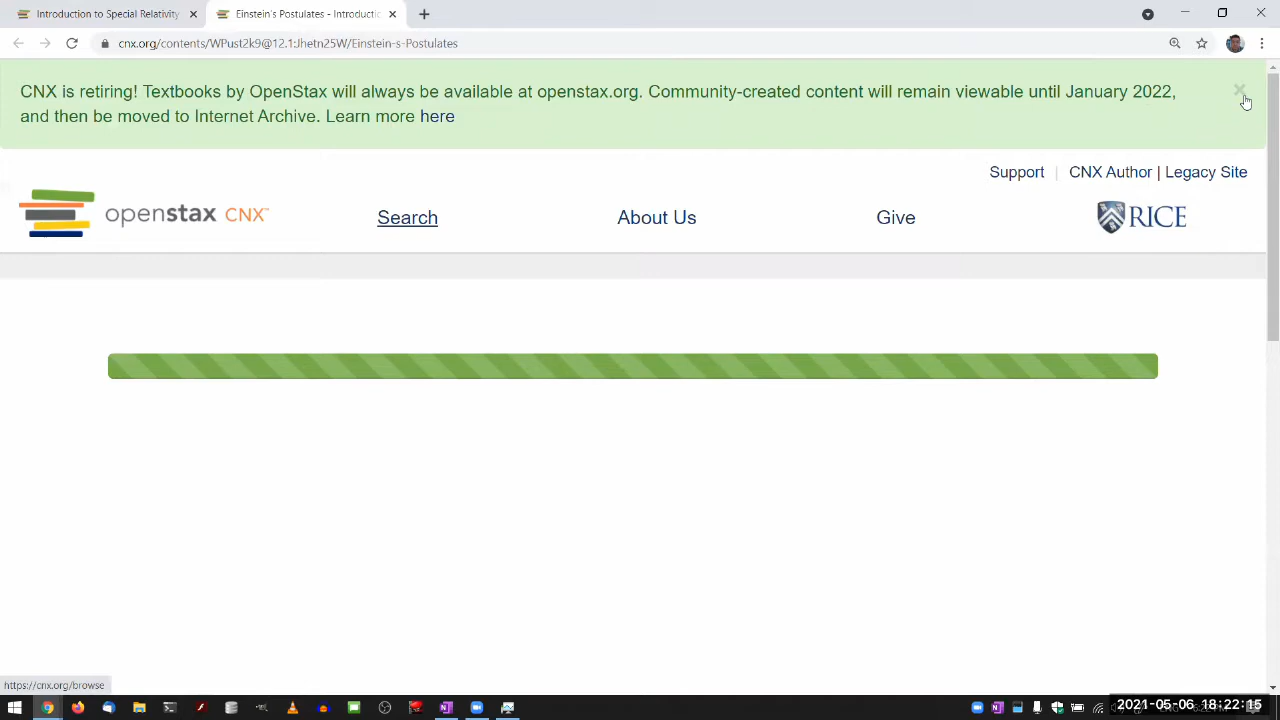 Introduction to Special Relativity
Einstein's Postulates - Introductic
cnx.org/contents/WPust2k9@12.1:Jhetn25W/Einstein-s-Postulates
CNX is retiring! Textbooks by OpenStax will always be available at openstax.org. Community-created content will remain viewable until January 2022,
and then be moved to Internet Archive. Learn more here
Support | CNX Author | Legacy Site
openstax CNX™
Search
About Us
Give
RICE
https://cnx.org/browse
2021-05-06 18:22:15